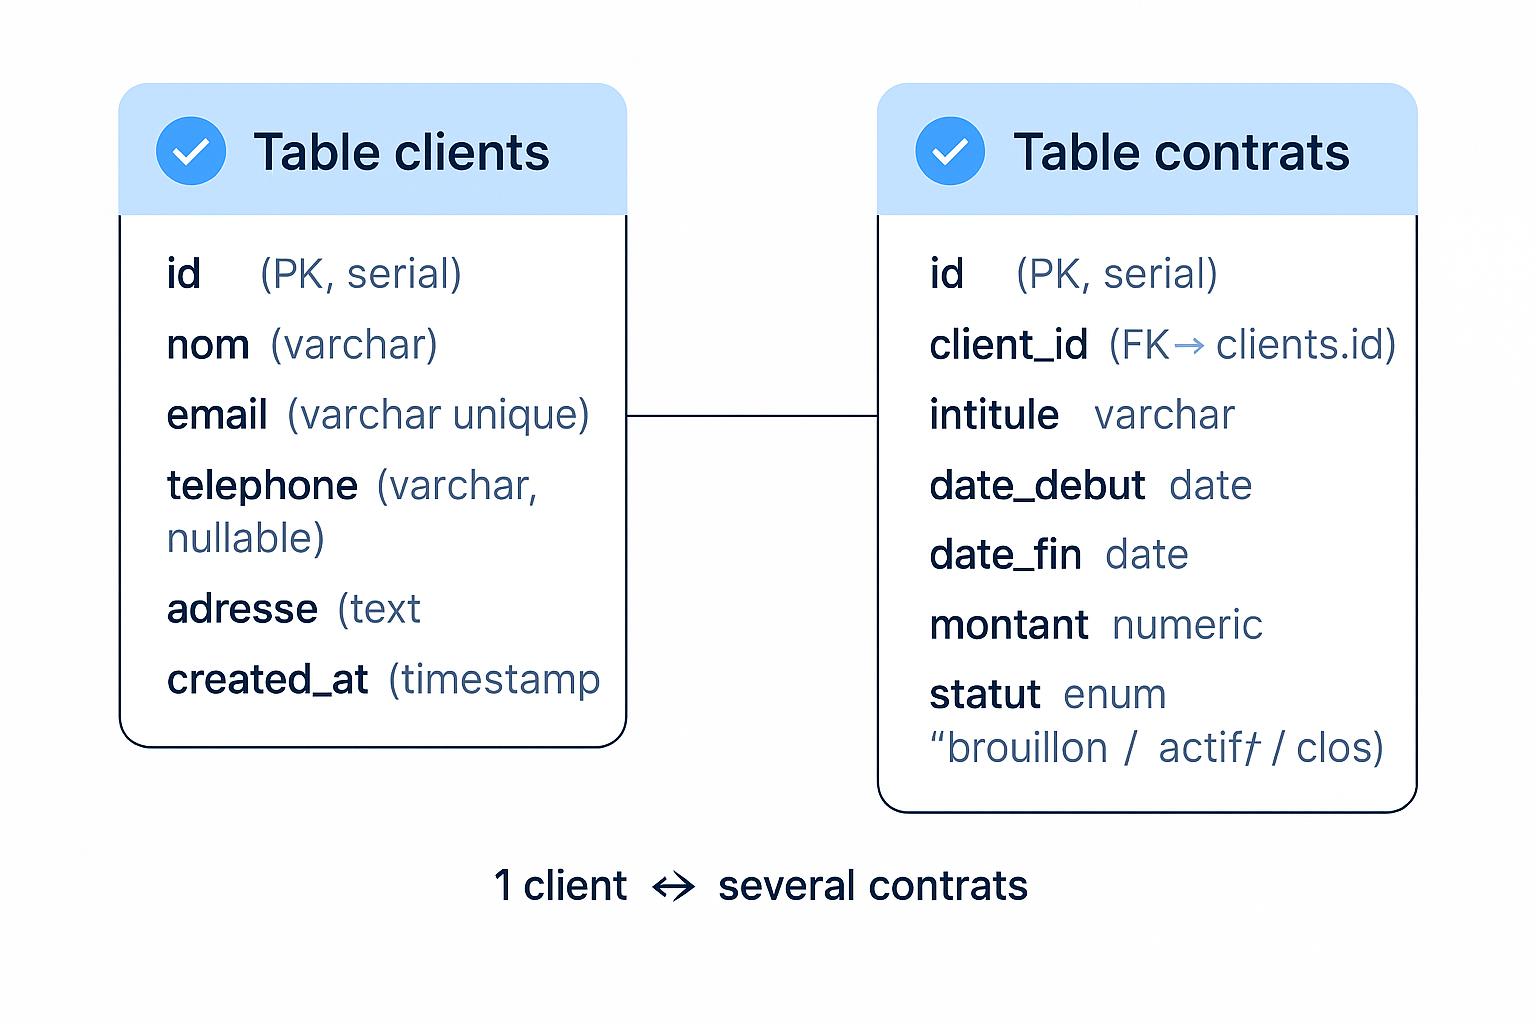 Table clients
id (PK, serial)
nom (varchar)
email (varchar unique)
telephone (varchar,
nullable)
adresse (text
created_at (timestamp
Table contrats
id (PK, serial)
client_id (FK→ clients.id)
intitule varchar
date_debut date
date_fin date
montant numeric
statut enum
“brouillon / actif† / clos)
1 client ↔ several contrats